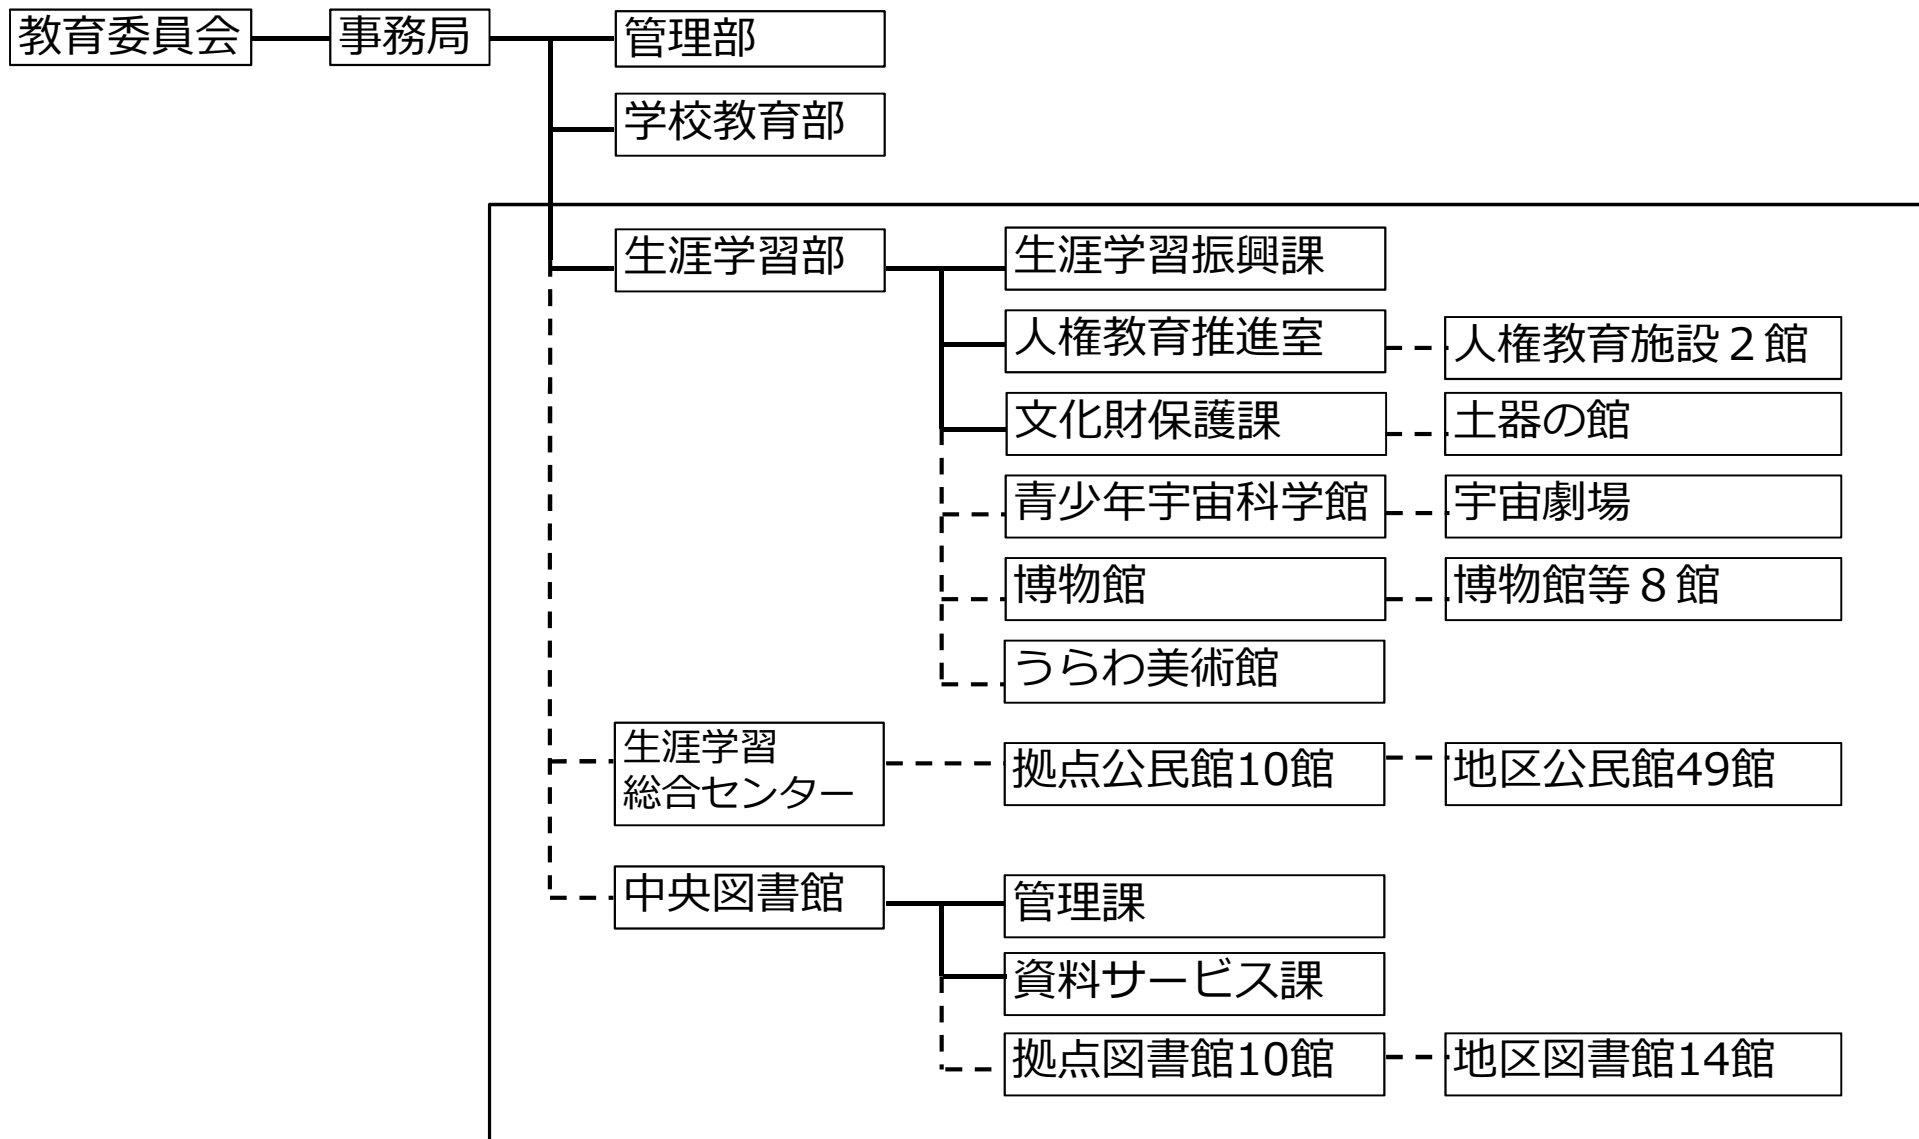 教育委員会
事務局
管理部
学校教育部
生涯学習部
生涯学習振興課
人権教育推進室
人権教育施設２館
文化財保護課
土器の館
青少年宇宙科学館
宇宙劇場
博物館
博物館等８館
うらわ美術館
生涯学習
総合センター
拠点公民館10館
地区公民館49館
中央図書館
管理課
資料サービス課
拠点図書館10館
地区図書館14館